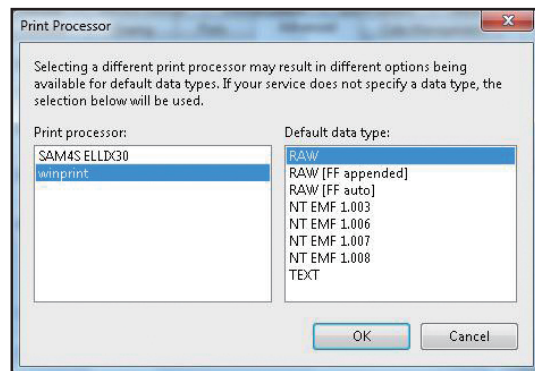 Print Processor
Selecting a different print processor may result in different options being
available for default data types. If your service does not specify a data type, the
selection below will be used.
Print processor:
Default data type:
SAM4S ELLIX30
winprint
RAW
RAW [FF appended]
RAW [FF auto]
NT EMF 1.003
NT EMF 1.006
NT EMF 1.007
NT EMF 1.008
TEXT
OK
Cancel